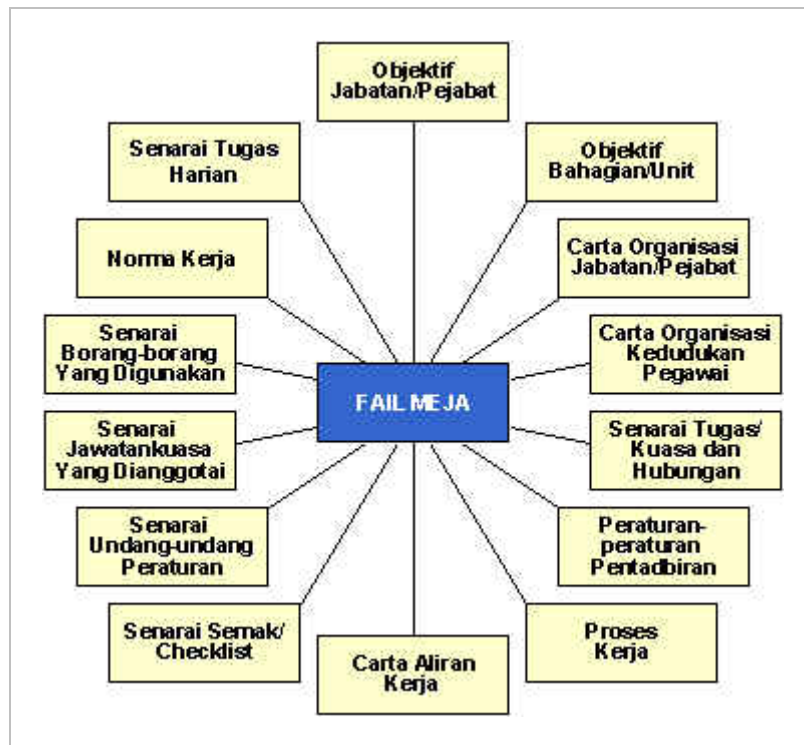 Objektif
Jabatan/Pejabat
Objektif
Bahagian/Unit
Carta Organisasi
Jabatan/Pejabat
Carta Organisasi
Kedudukan
Pegawai
Senarai Tugas/
Kuasa dan
Hubungan
Peraturan-
peraturan
Pentadbiran
Proses
Kerja
Carta Aliran
Kerja
Senarai Semak/
Checklist
Senarai
Undang-undang
Peraturan
Senarai
Jawatankuasa
Yang Dianggotai
Senarai
Borang-borang
Yang Digunakan
Norma Kerja
Senarai Tugas
Harian
FAIL MEJA